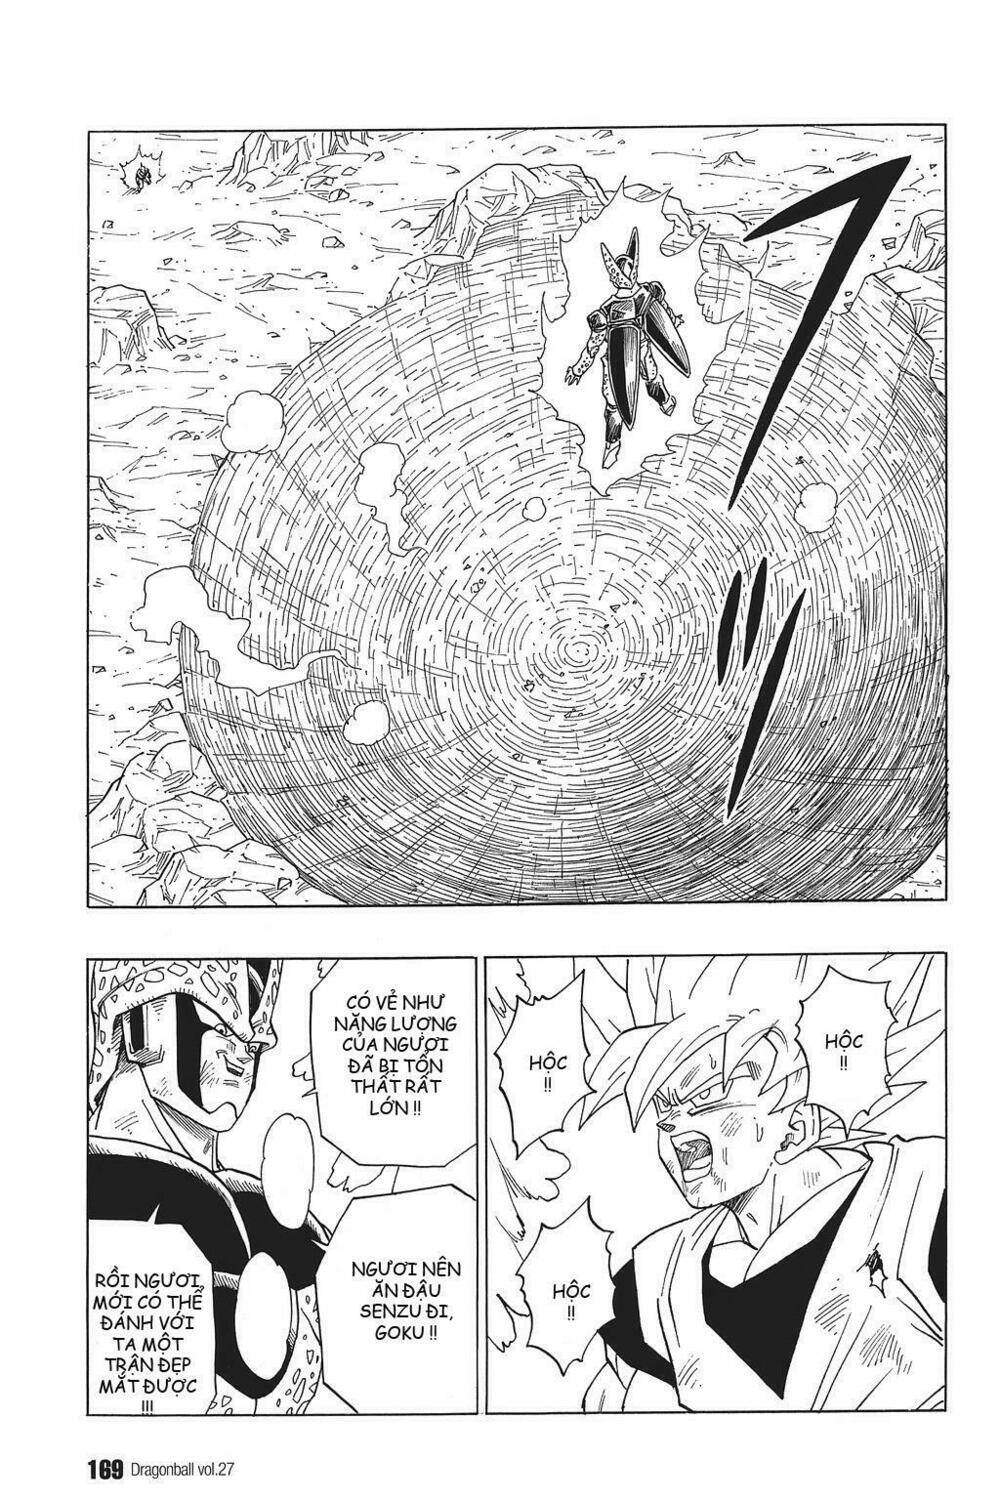 HỘC
!!
HỘC
!!
HỘC
!!
CÓ VẺ NHƯ
NĂNG LƯỢNG
CỦA NGƯƠI
ĐÃ BỊ TỔN
THẤT RẤT
LỚN !!
NGƯƠI NÊN
ĂN ĐẬU
SENZU ĐI,
GOKU !!
RỒI NGƯƠI
MỚI CÓ THỂ
ĐÁNH VỚI
TA MỘT
TRẬN ĐẸP
MẮT ĐƯỢC
!!!
169 Dragonball vol.27